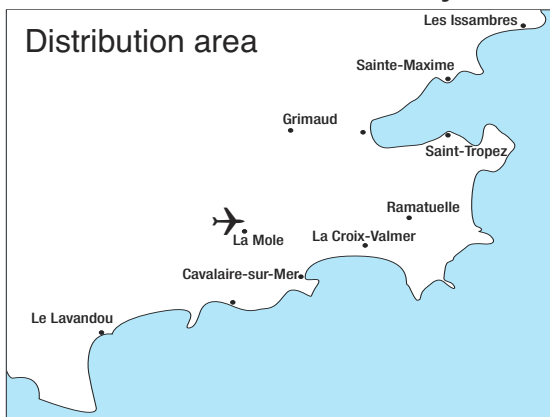 Les Issambres
Distribution area
Sainte-Maxime
Grimaud
Saint-Tropez
Ramatuelle
La Mole
La Croix-Valmer
Cavalaire-sur-Mer
Le Lavandou